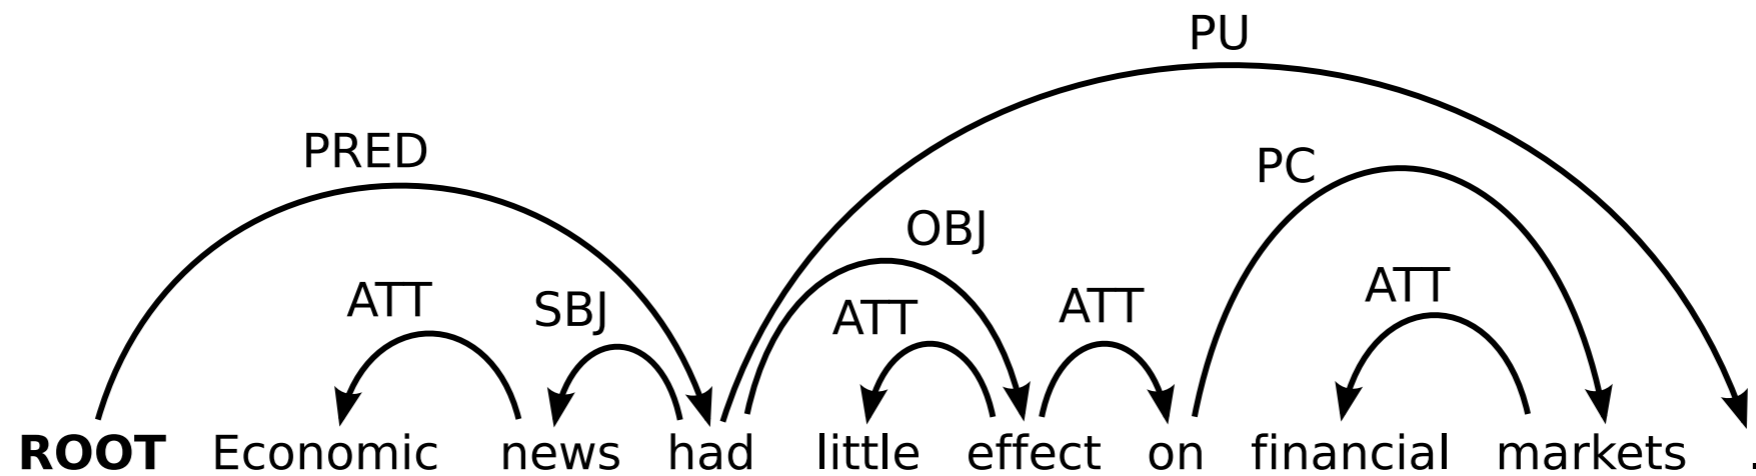 PU
PRED
PC
OBJ
ATT
SBJ
ATT
ATT
ATT
ROOT Economic news had little effect on financial markets .